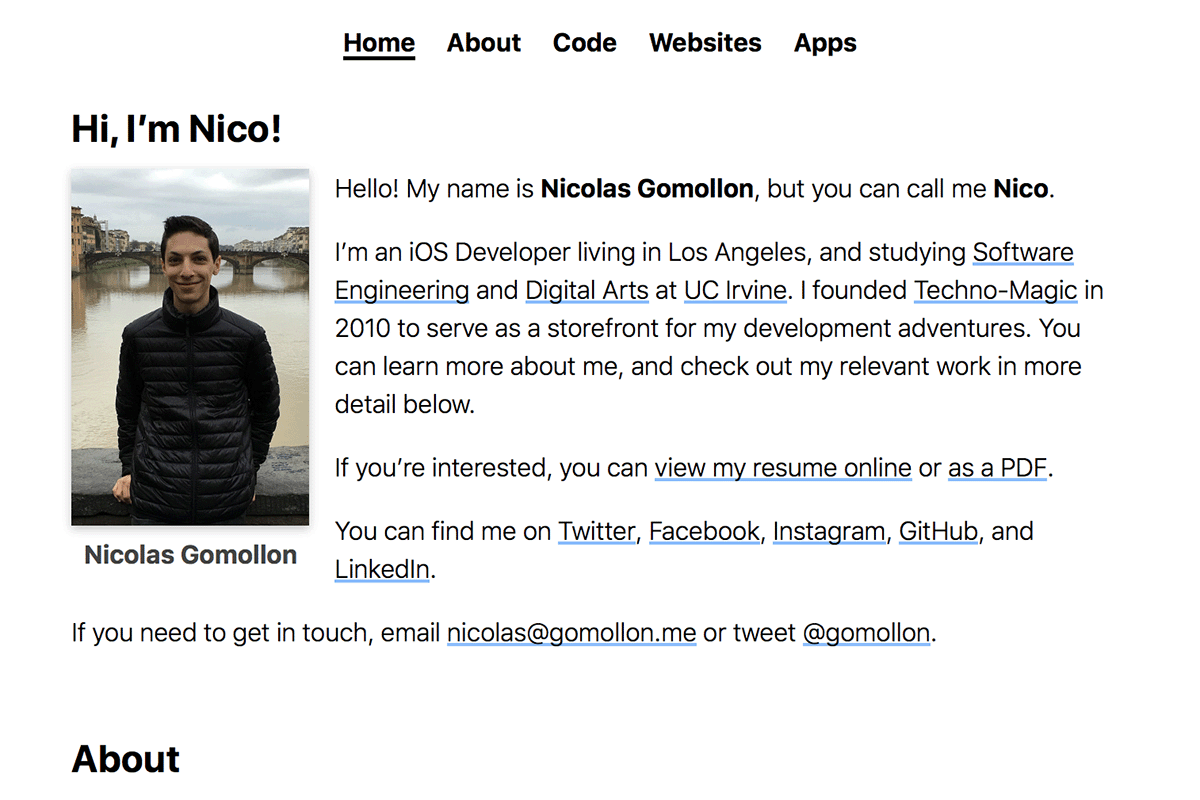 Home About Code Websites Apps
Hi, I’m Nico!
Hello! My name is Nicolas Gomollon, but you can call me Nico.
I’m an iOS Developer living in Los Angeles, and studying Software
Engineering and Digital Arts at UC Irvine. I founded Techno-Magic in
2010 to serve as a storefront for my development adventures. You
can learn more about me, and check out my relevant work in more
detail below.
If you’re interested, you can view my resume online or as a PDF.
You can find me on Twitter, Facebook, Instagram, GitHub, and
LinkedIn.
Nicolas Gomollon
If you need to get in touch, email nicolas@gomollon.me or tweet @gomollon.
About